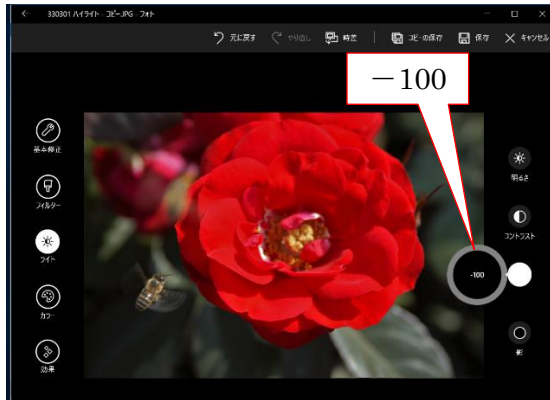 330301 ハイライト - コピー.JPG - フォト
元に戻す やり直し 対比 コピーの保存 保存 キャンセル
－100
基本修正
フィルター
ライト
カラー
効果
明るさ
コントラスト
-100
影